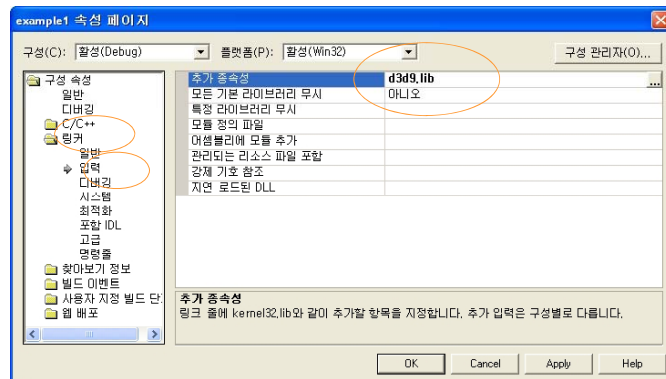 example1 속성 페이지
구성(C): 활성(Debug) 플랫폼(P): 활성(Win32) 구성 관리자(O)...
구성 속성
일반
디버깅
C/C++
링커
일반
입력
디버깅
시스템
최적화
포함 IDL
고급
명령줄
찾아보기 정보
빌드 이벤트
사용자 지정 빌드 단
웹 배포
추가 종속성 d3d9.lib ...
모든 기본 라이브러리 무시 아니오
특정 라이브러리 무시
모듈 정의 파일
어셈블리에 모듈 추가
관리되는 리소스 파일 포함
강제 기호 참조
지연 로드된 DLL
추가 종속성
링크 줄에 kernel32.lib와 같이 추가할 항목을 지정합니다. 추가 입력은 구성별로 다릅니다.
OK Cancel Apply Help